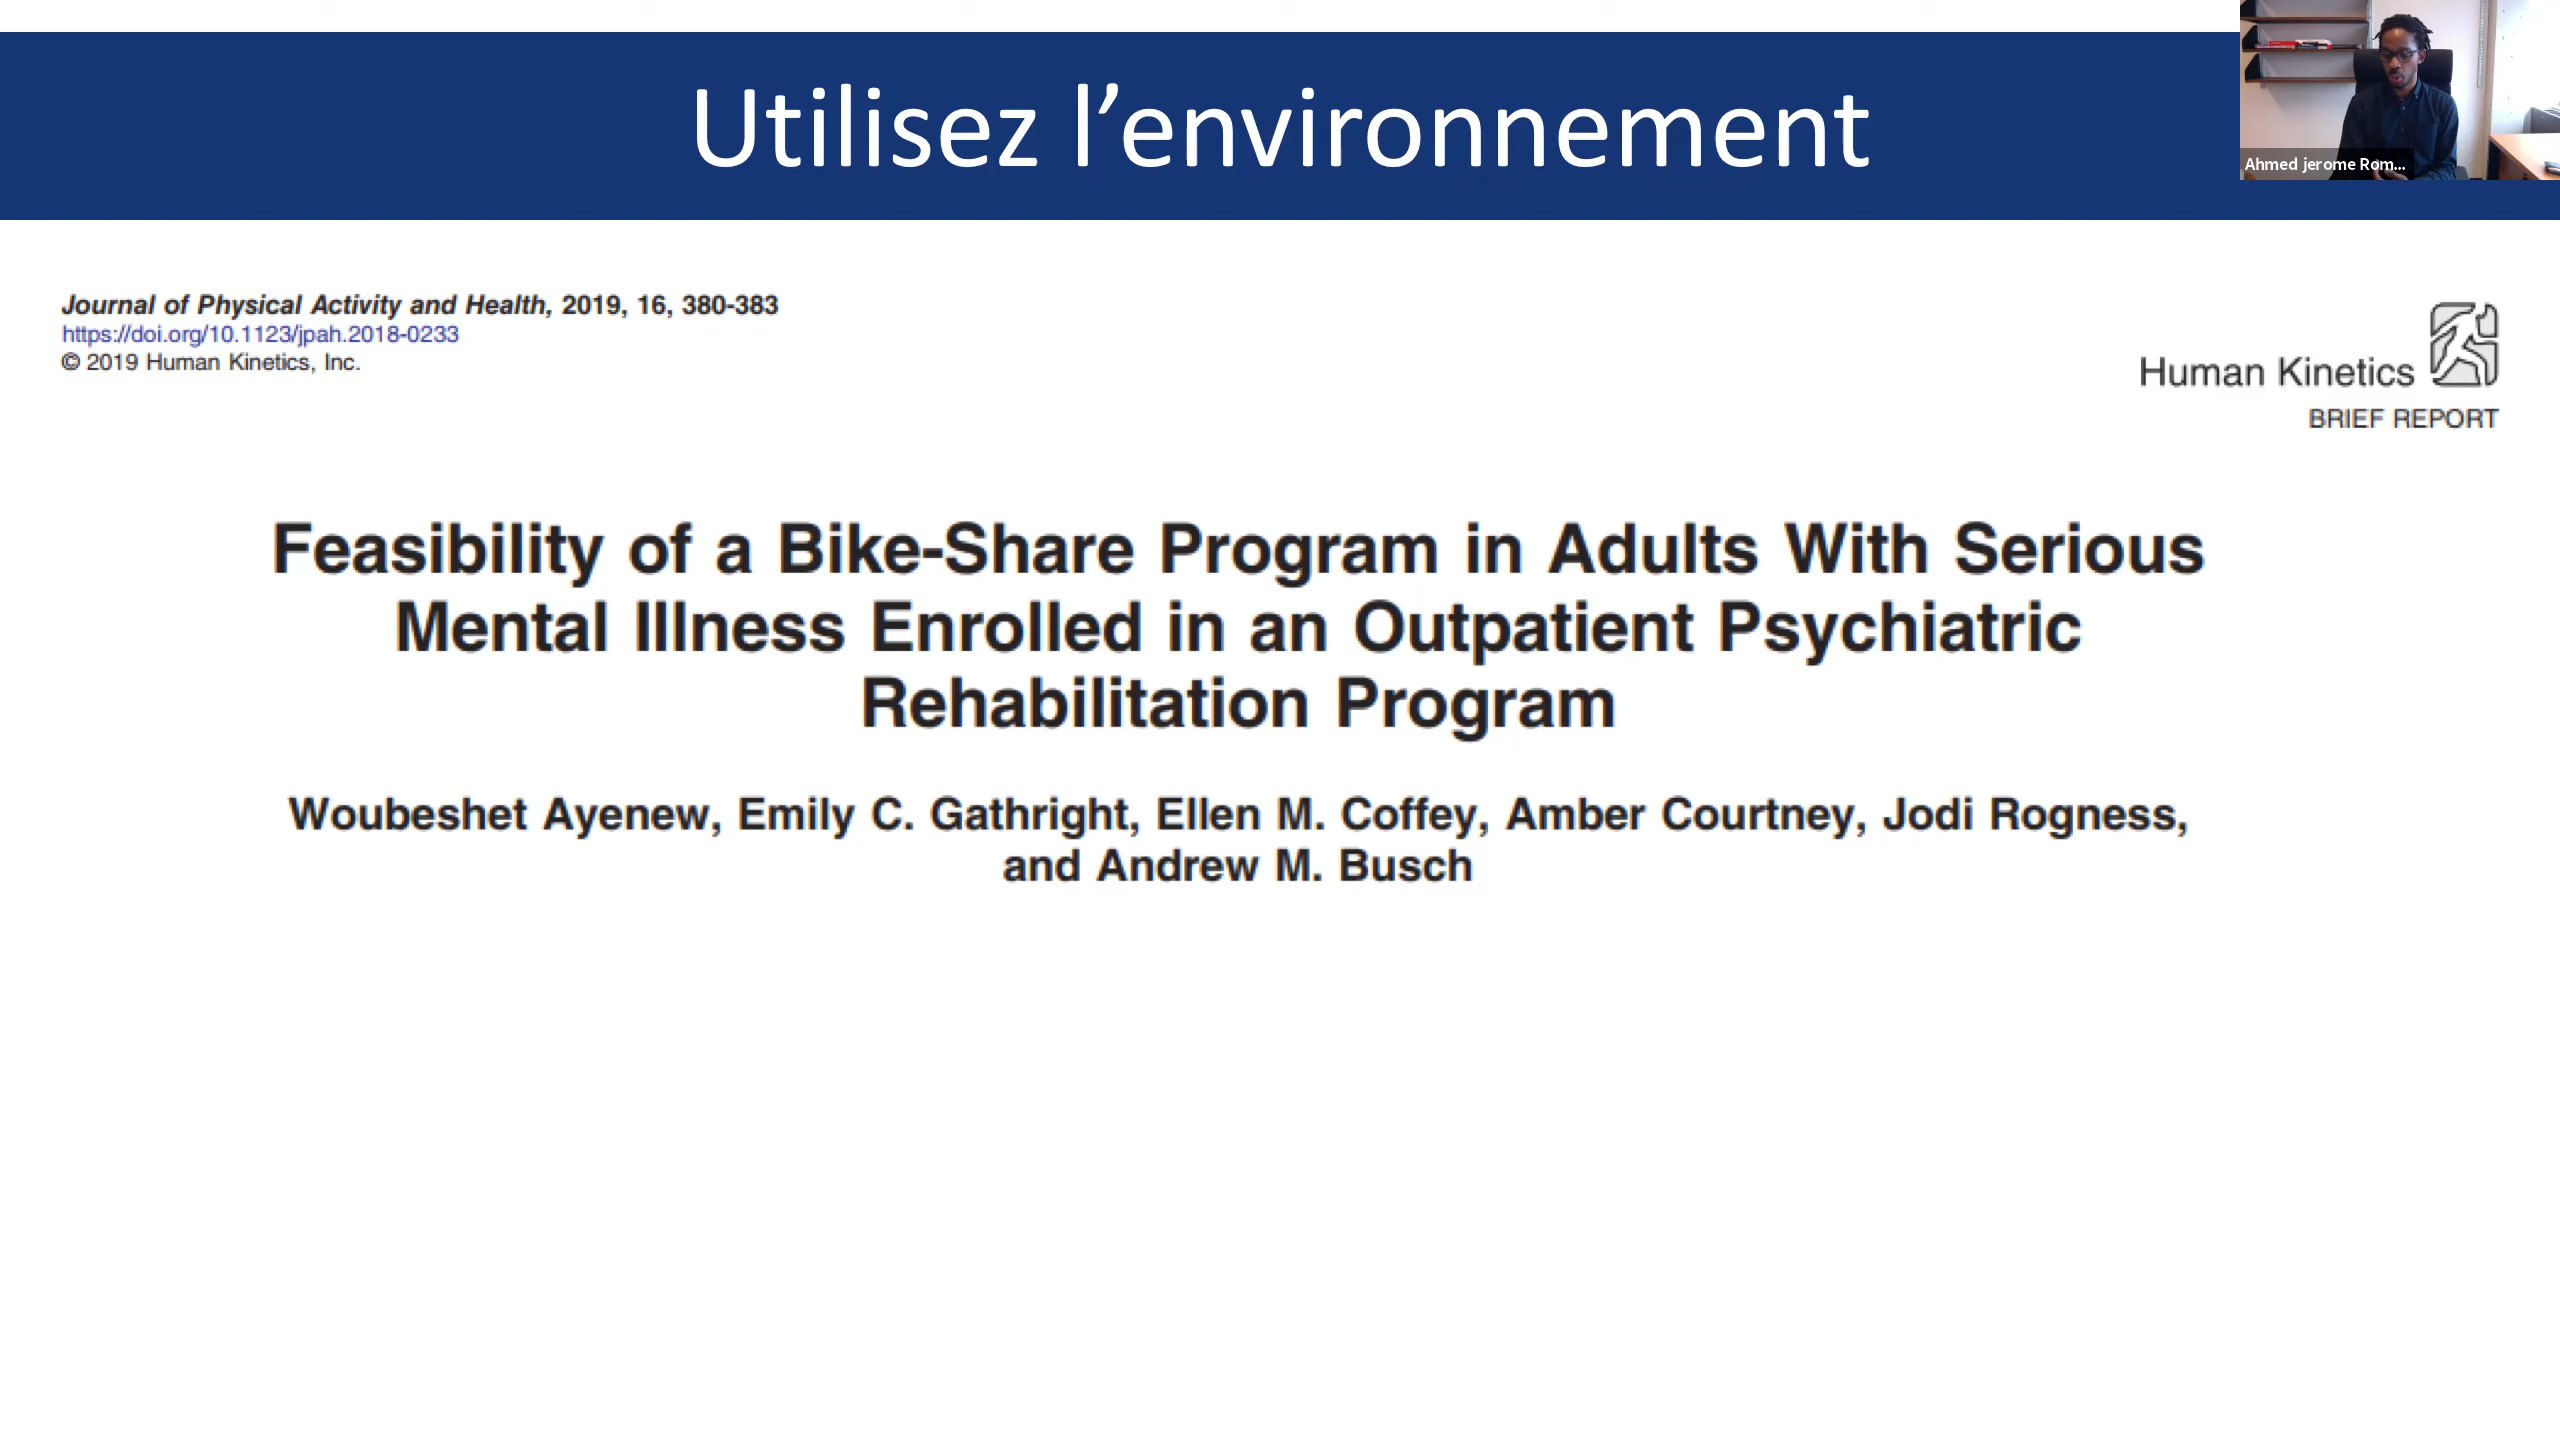 Utilisez l’environnement
Ahmed jerome Rom...
Journal of Physical Activity and Health, 2019, 16, 380-383
https://doi.org/10.1123/jpah.2018-0233
© 2019 Human Kinetics, Inc.
Human Kinetics
BRIEF REPORT
Feasibility of a Bike-Share Program in Adults With Serious
Mental Illness Enrolled in an Outpatient Psychiatric
Rehabilitation Program
Woubeshet Ayenew, Emily C. Gathright, Ellen M. Coffey, Amber Courtney, Jodi Rogness,
and Andrew M. Busch